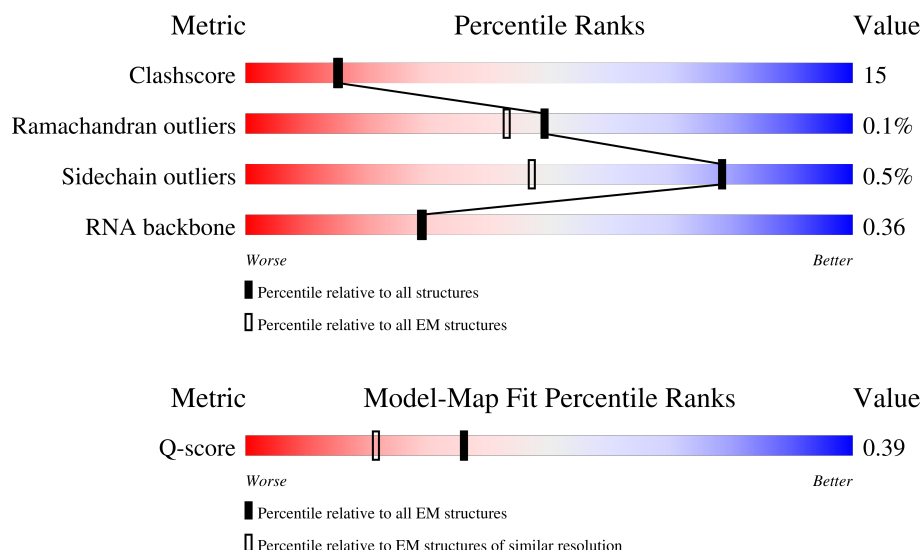 Metric Percentile Ranks Value
Clashscore 15
Ramachandran outliers 0.1%
Sidechain outliers 0.5%
RNA backbone 0.36
Worse Better
Percentile relative to all structures
Percentile relative to all EM structures
Metric Model-Map Fit Percentile Ranks Value
Q-score 0.39
Worse Better
Percentile relative to all EM structures
Percentile relative to EM structures of similar resolution